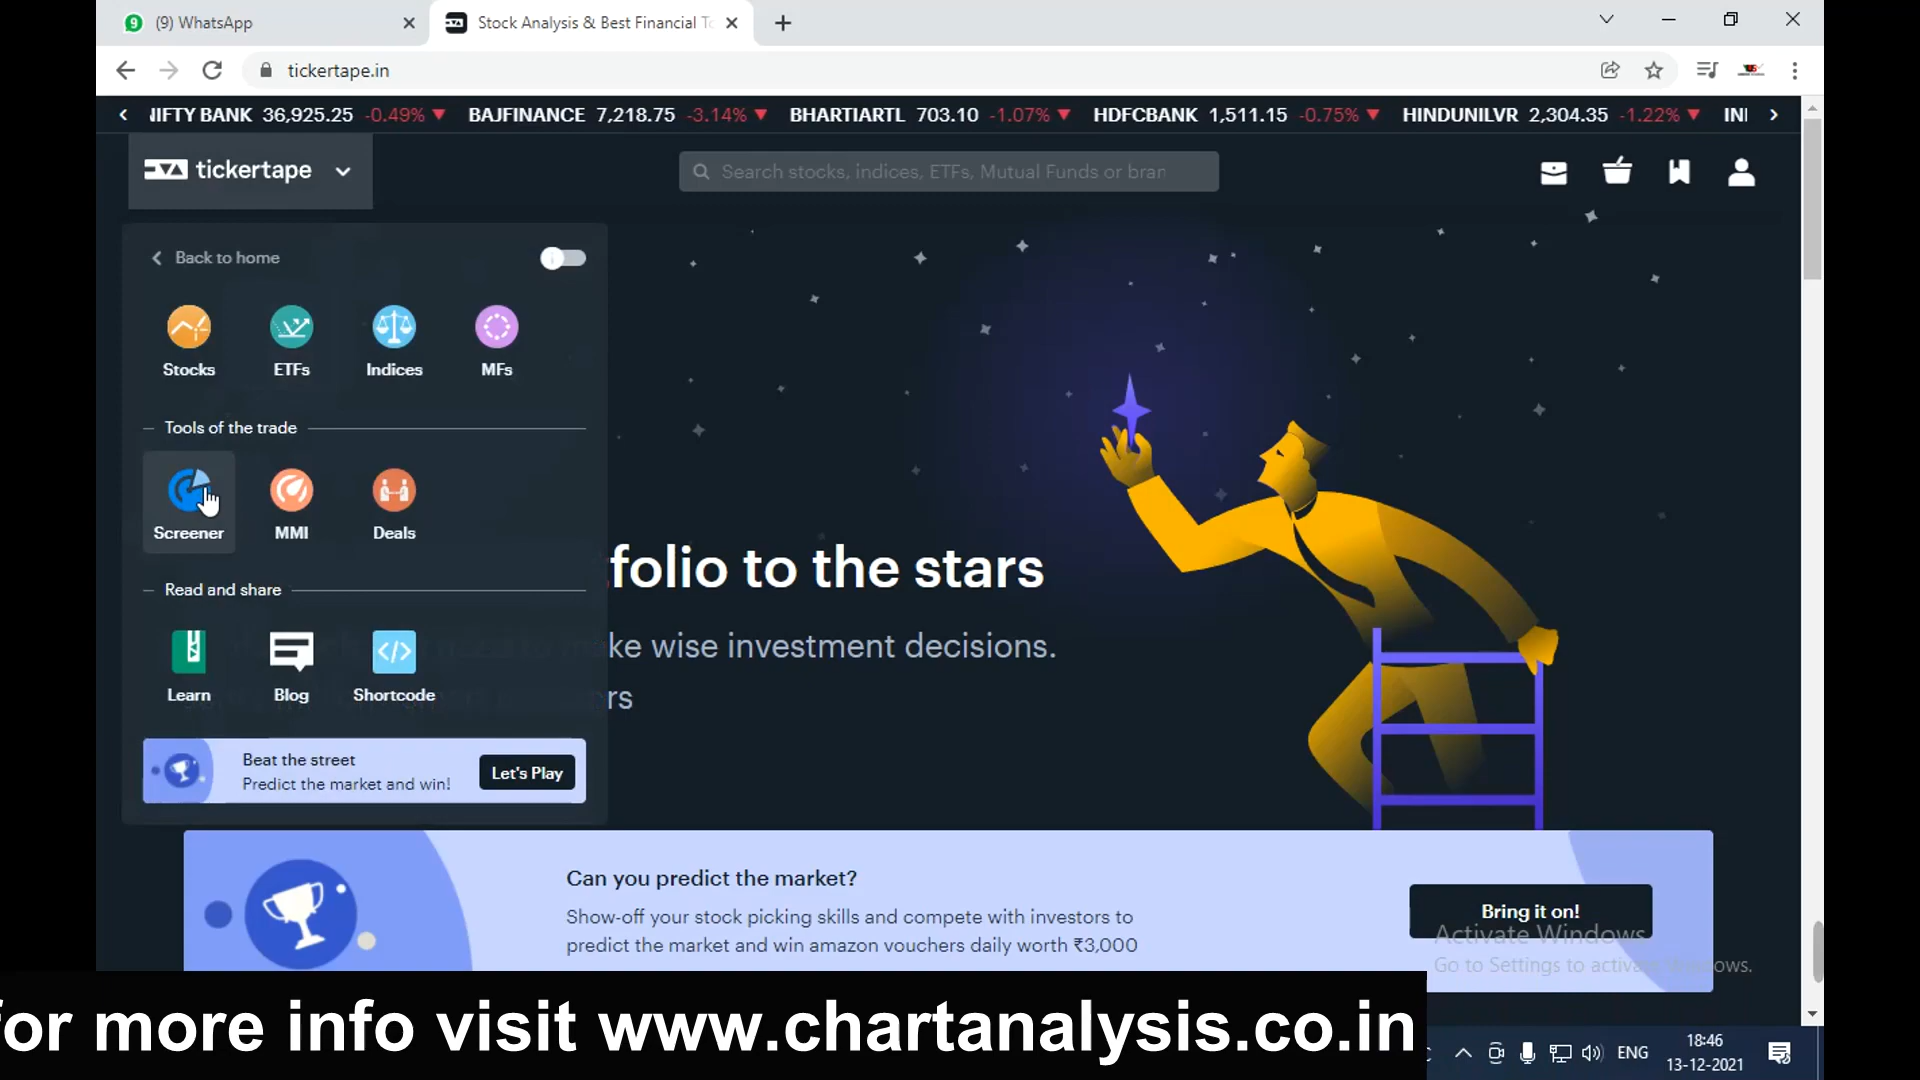 (9) WhatsApp
Stock Analysis & Best Financial To
tickertape.in
NIFTY BANK 36,925.25 -0.49% ▼ BAJFINANCE 7,218.75 -3.14% ▼ BHARTIARTL 703.10 -1.07% ▼ HDFCBANK 1,511.15 -0.75% ▼ HINDUNILVR 2,304.35 -1.22% ▼
tickertape
Search stocks, indices, ETFs, Mutual Funds or bran
Back to home
Stocks ETFs Indices MFs
Tools of the trade
Screener MMI Deals
folio to the stars
Read and share
ke wise investment decisions.
Learn Blog Shortcode
rs
Beat the street
Predict the market and win!
Let's Play
Can you predict the market?
Show-off your stock picking skills and compete with investors to
predict the market and win amazon vouchers daily worth ₹3,000
Bring it on!
Activate Windows
Go to Settings to activate Windows.
for more info visit www.chartanalysis.co.in
ENG
18:46
13-12-2021